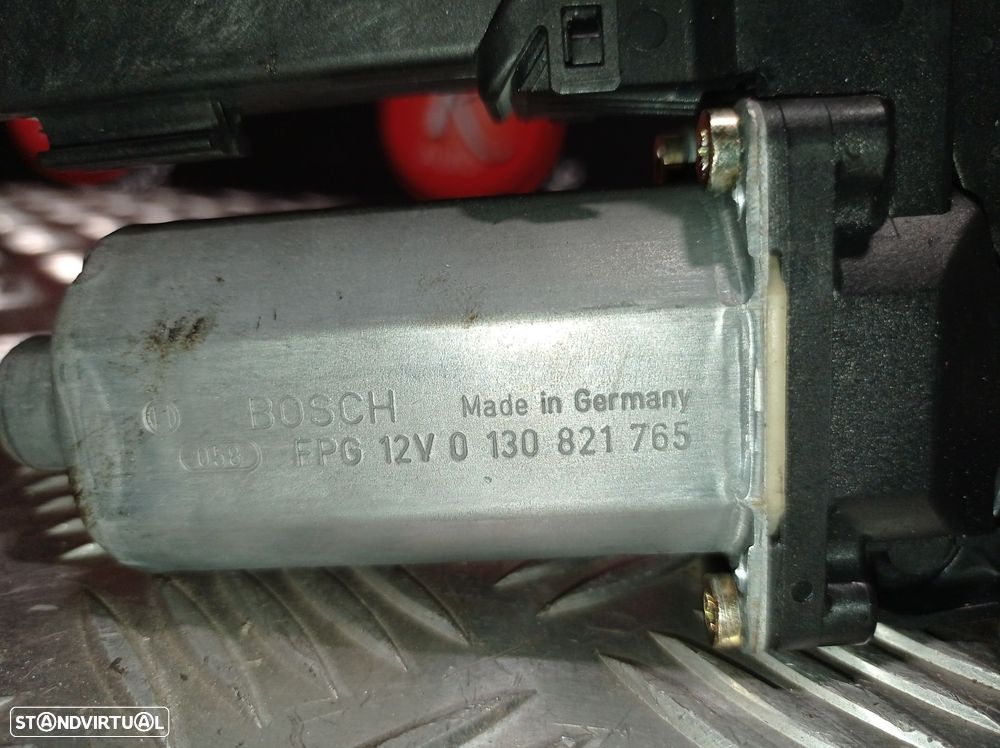 BOSCH Made in Germany
058 FPG 12V 0 130 821 765
STANDVIRTUAL